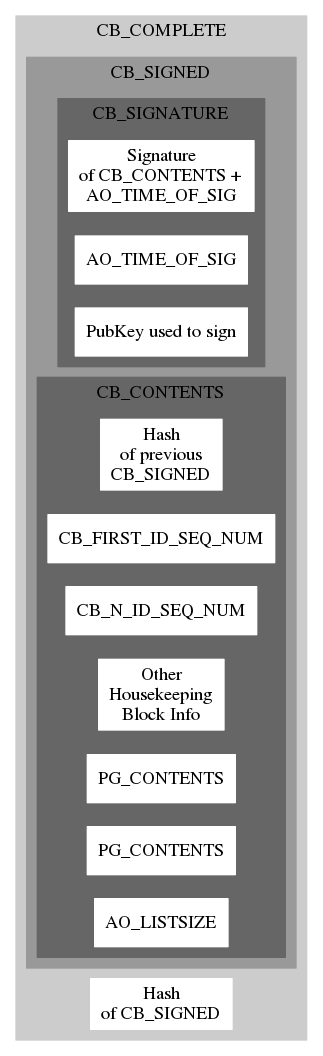 CB_COMPLETE
CB_SIGNED
CB_SIGNATURE
Signature
of CB_CONTENTS +
AO_TIME_OF_SIG
AO_TIME_OF_SIG
PubKey used to sign
CB_CONTENTS
Hash
of previous
CB_SIGNED
CB_FIRST_ID_SEQ_NUM
CB_N_ID_SEQ_NUM
Other
Housekeeping
Block Info
PG_CONTENTS
PG_CONTENTS
AO_LISTSIZE
Hash
of CB_SIGNED